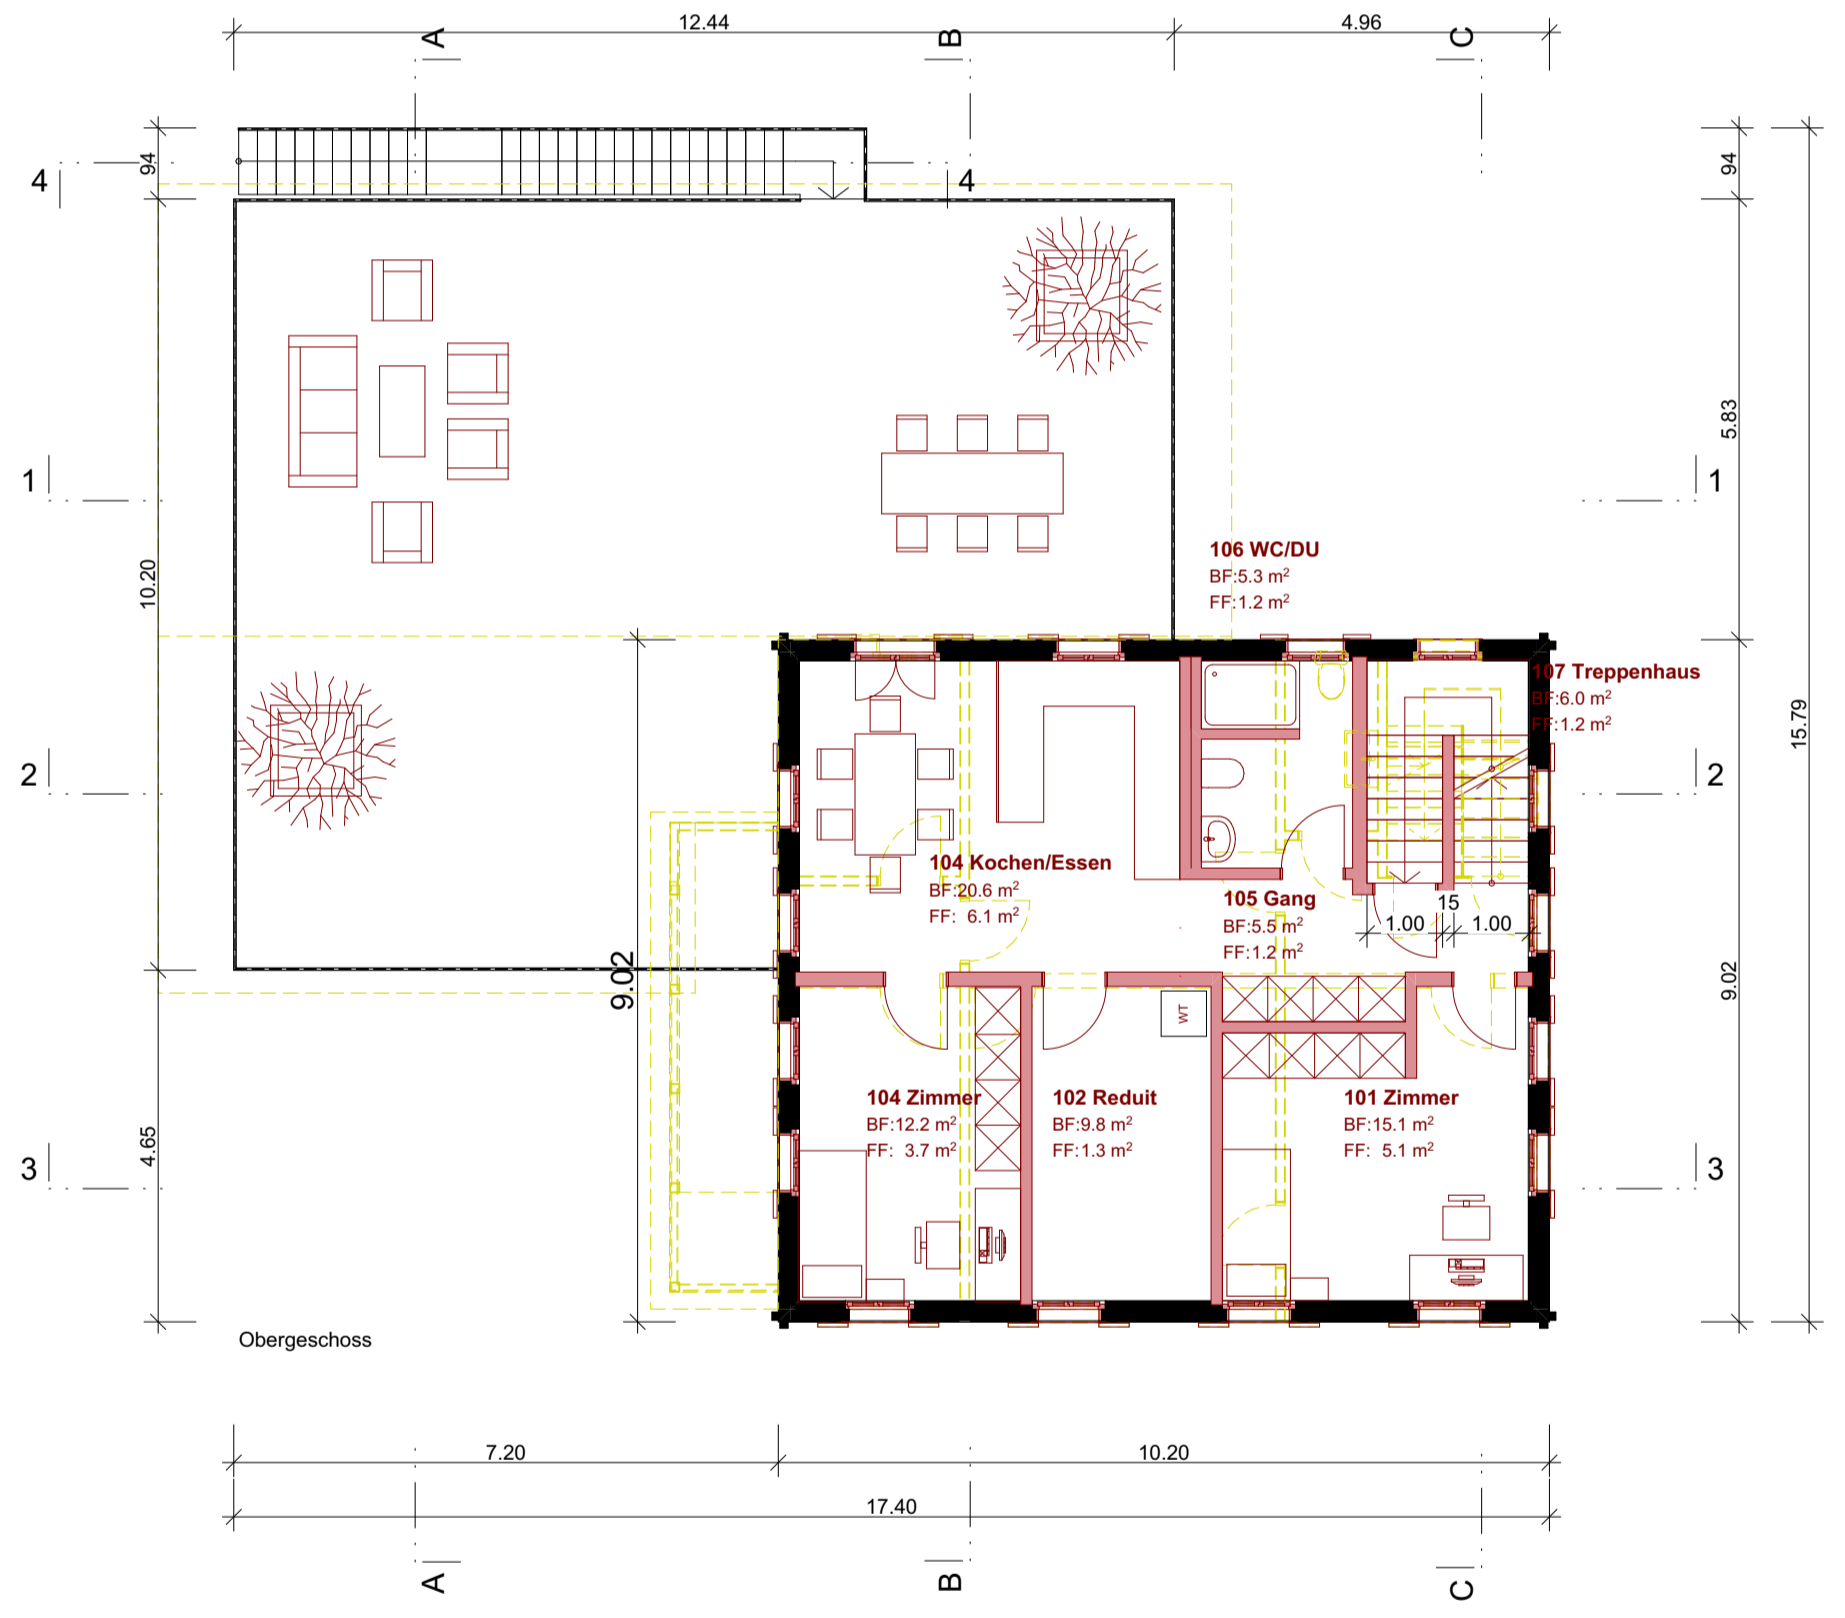 12.44
4.96
A
B
C
94
94
4
4
5.83
1
1
106 WC/DU
BF:5.3 m²
FF:1.2 m²
10.20
107 Treppenhaus
BF:6.0 m²
FF:1.2 m²
15.79
2
2
104 Kochen/Essen
BF:20.6 m²
FF: 6.1 m²
105 Gang
BF:5.5 m²
FF:1.2 m²
15
1.00
1.00
9.02
9.02
WT
104 Zimmer
BF:12.2 m²
FF: 3.7 m²
102 Reduit
BF:9.8 m²
FF:1.3 m²
101 Zimmer
BF:15.1 m²
FF: 5.1 m²
4.65
3
3
Obergeschoss
7.20
10.20
17.40
A
B
C